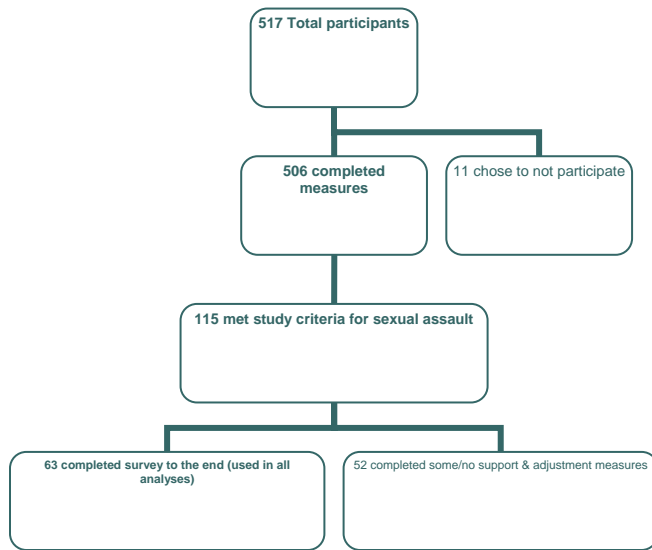 517 Total participants
506 completed
measures
11 chose to not participate
115 met study criteria for sexual assault
63 completed survey to the end (used in all
analyses)
52 completed some/no support & adjustment measures